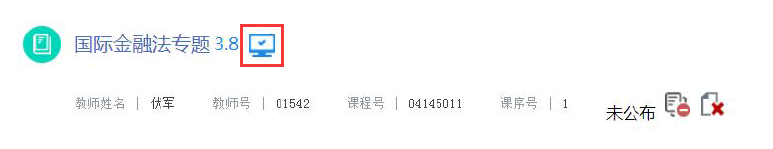 国际金融法专题 3.8
教师姓名 | 伏军 教师号 | 01542 课程号 | 04145011 课序号 | 1 未公布